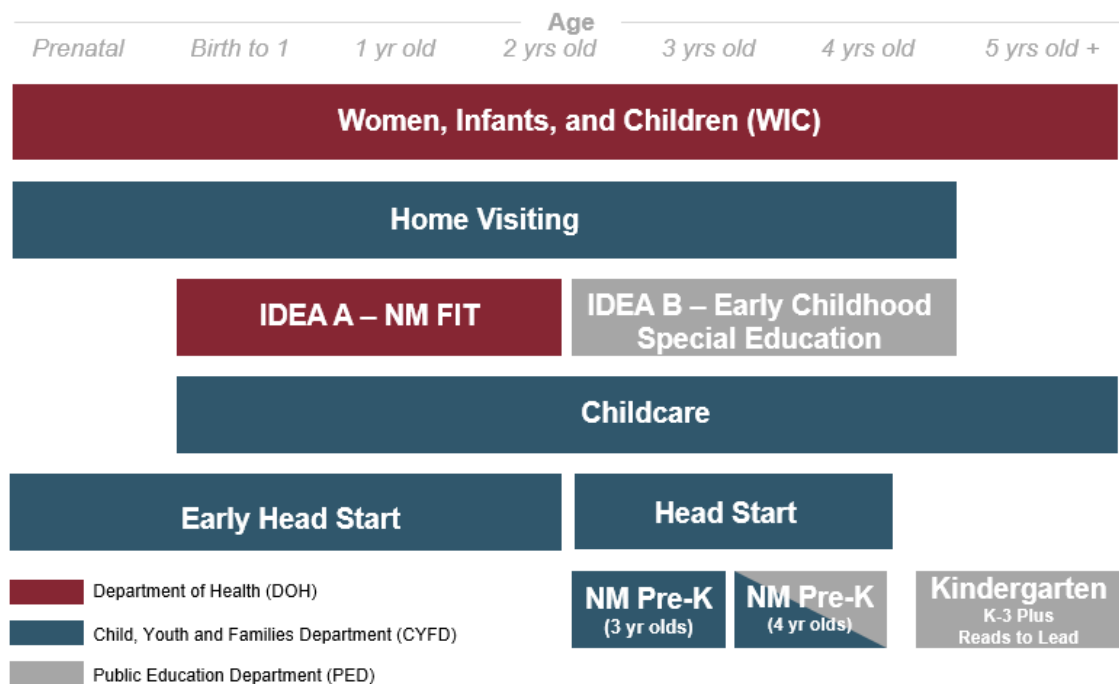 Age
Prenatal Birth to 1 1 yr old 2 yrs old 3 yrs old 4 yrs old 5 yrs old +
Women, Infants, and Children (WIC)
Home Visiting
IDEA A – NM FIT
IDEA B – Early Childhood
Special Education
Childcare
Early Head Start
Head Start
NM Pre-K
(3 yr olds)
NM Pre-K
(4 yr olds)
Kindergarten
K-3 Plus
Reads to Lead
Department of Health (DOH)
Child, Youth and Families Department (CYFD)
Public Education Department (PED)